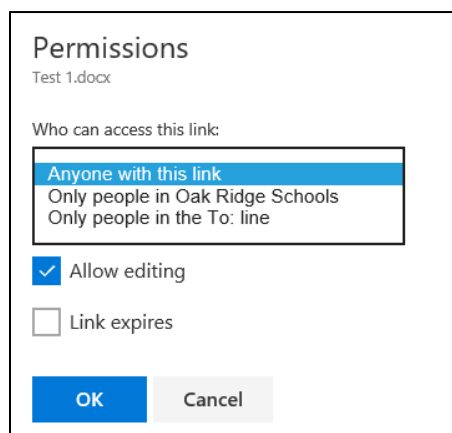 Permissions
Test 1.docx
Who can access this link:
Anyone with this link
Only people in Oak Ridge Schools
Only people in the To: line
Allow editing
Link expires
OK Cancel